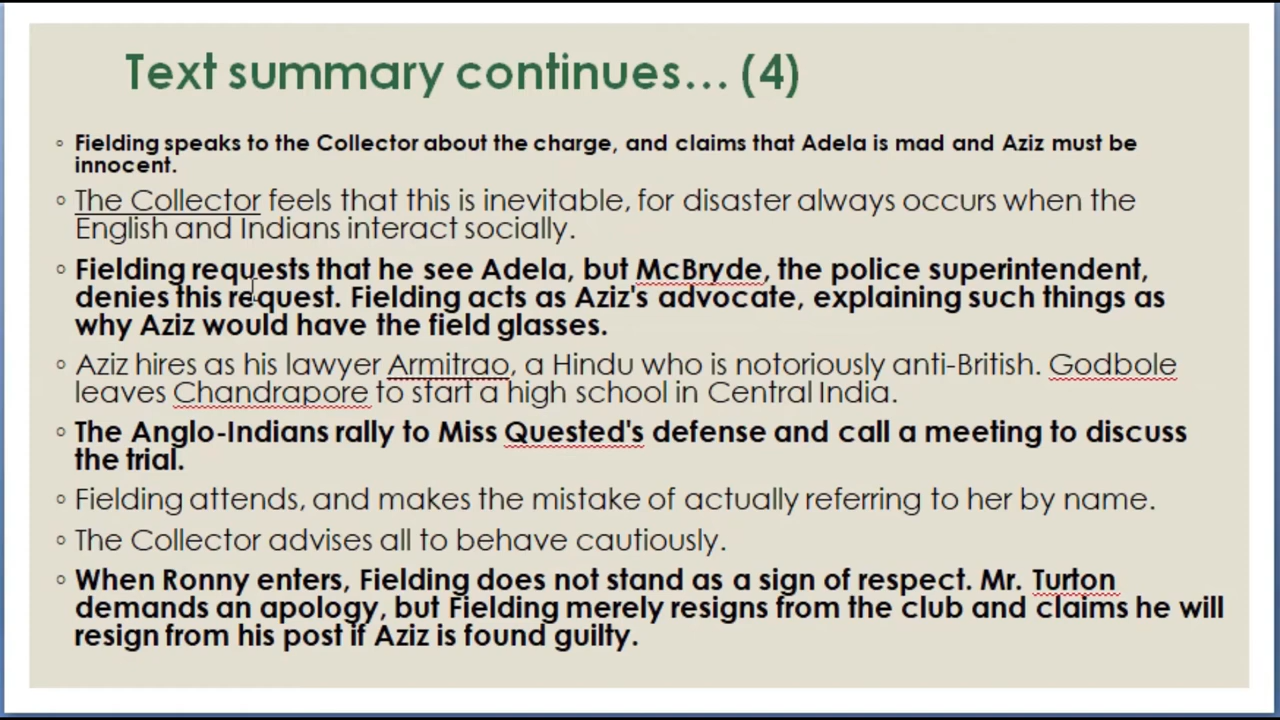 Text summary continues… (4)
◦ Fielding speaks to the Collector about the charge, and claims that Adela is mad and Aziz must be
innocent.
◦ The Collector feels that this is inevitable, for disaster always occurs when the
English and Indians interact socially.
◦ Fielding requests that he see Adela, but McBryde, the police superintendent,
denies this request. Fielding acts as Aziz's advocate, explaining such things as
why Aziz would have the field glasses.
◦ Aziz hires as his lawyer Armitrao, a Hindu who is notoriously anti-British. Godbole
leaves Chandrapore to start a high school in Central India.
◦ The Anglo-Indians rally to Miss Quested's defense and call a meeting to discuss
the trial.
◦ Fielding attends, and makes the mistake of actually referring to her by name.
◦ The Collector advises all to behave cautiously.
◦ When Ronny enters, Fielding does not stand as a sign of respect. Mr. Turton
demands an apology, but Fielding merely resigns from the club and claims he will
resign from his post if Aziz is found guilty.